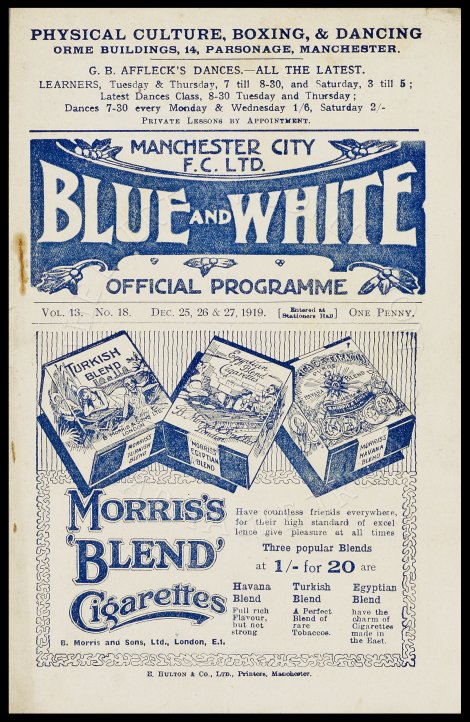 PHYSICAL CULTURE, BOXING, & DANCING
ORME BUILDINGS, 14, PARSONAGE, MANCHESTER.
G. B. AFFLECK'S DANCES.—ALL THE LATEST.
LEARNERS, Tuesday & Thursday, 7 till 8-30, and Saturday, 3 till 5;
Latest Dances Class, 8-30 Tuesday and Thursday;
Dances 7-30 every Monday & Wednesday 1/6, Saturday 2/-
PRIVATE LESSONS BY APPOINTMENT.
MANCHESTER CITY
F.C. LTD.
BLUE AND WHITE
OFFICIAL PROGRAMME
VOL. 13. No. 18. DEC. 25, 26 & 27, 1919. [Entered at Stationers Hall] ONE PENNY.
TURKISH
BLEND
Egyptian
Blend
Cigarettes
MORRIS'S
TURKISH
BLEND
MORRIS'S
EGYPTIAN
BLEND
MORRIS'S
HAVANA
BLEND
MORRIS'S
'BLEND'
Cigarettes
B. Morris and Sons, Ltd., London, E.1.
Have countless friends everywhere,
for their high standard of excel
lence give pleasure at all times
Three popular Blends
at 1/- for 20 are
Havana Blend
Full rich
Flavour,
but not
strong
Turkish Blend
A Perfect
Blend of
rare
Tobaccos.
Egyptian Blend
have the
charm of
Cigarettes
made in
the East.
E. HULTON & CO., LTD., Printers, Manchester.